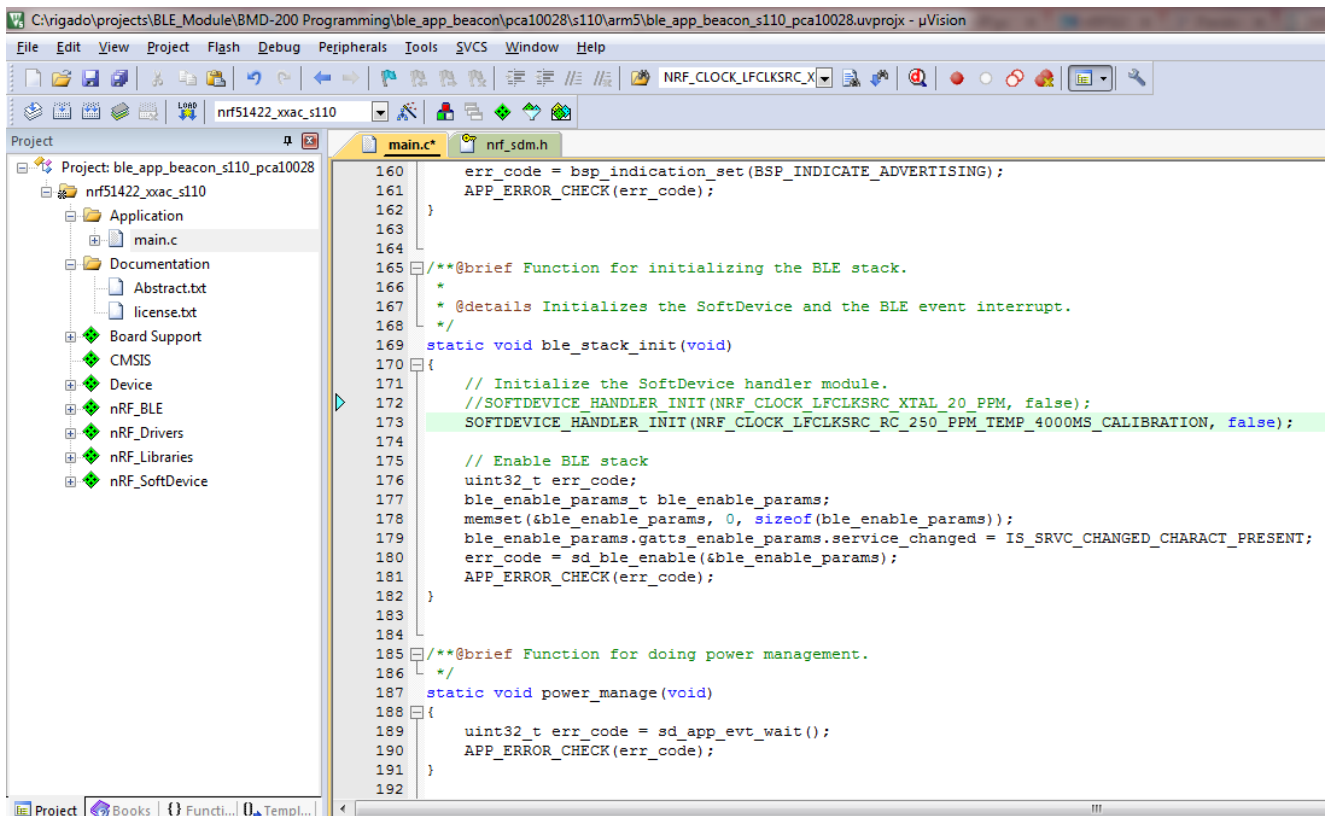 C:\rigado\projects\BLE_Module\BMD-200 Programming\ble_app_beacon\pca10028\s110\arm5\ble_app_beacon_s110_pca10028.uvprojx - µVision
File Edit View Project Flash Debug Peripherals Tools SVCS Window Help
NRF_CLOCK_LFCLKSRC_X
LOAD nrf51422_xxac_s110
Project
main.c* nrf_sdm.h
Project: ble_app_beacon_s110_pca10028
nrf51422_xxac_s110
Application
main.c
Documentation
Abstract.txt
license.txt
Board Support
CMSIS
Device
nRF_BLE
nRF_Drivers
nRF_Libraries
nRF_SoftDevice
160 err_code = bsp_indication_set(BSP_INDICATE_ADVERTISING);
161 APP_ERROR_CHECK(err_code);
162 }
163
164
165 /**@brief Function for initializing the BLE stack.
166 *
167 * @details Initializes the SoftDevice and the BLE event interrupt.
168 */
169 static void ble_stack_init(void)
170 {
171 // Initialize the SoftDevice handler module.
172 //SOFTDEVICE_HANDLER_INIT(NRF_CLOCK_LFCLKSRC_XTAL_20_PPM, false);
173 SOFTDEVICE_HANDLER_INIT(NRF_CLOCK_LFCLKSRC_RC_250_PPM_TEMP_4000MS_CALIBRATION, false);
174
175 // Enable BLE stack
176 uint32_t err_code;
177 ble_enable_params_t ble_enable_params;
178 memset(&ble_enable_params, 0, sizeof(ble_enable_params));
179 ble_enable_params.gatts_enable_params.service_changed = IS_SRVC_CHANGED_CHARACT_PRESENT;
180 err_code = sd_ble_enable(&ble_enable_params);
181 APP_ERROR_CHECK(err_code);
182 }
183
184
185 /**@brief Function for doing power management.
186 */
187 static void power_manage(void)
188 {
189 uint32_t err_code = sd_app_evt_wait();
190 APP_ERROR_CHECK(err_code);
191 }
192
Project Books {} Functi... 0 Templ...